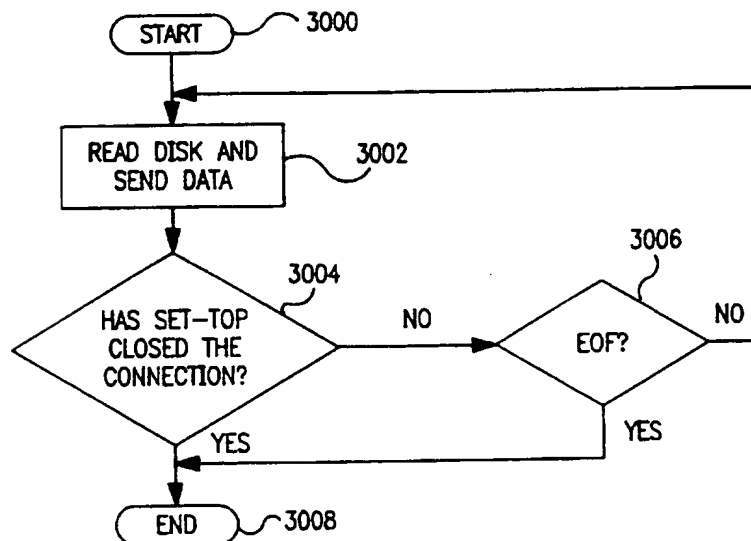 START
3000
READ DISK AND
SEND DATA
3002
3004
HAS SET-TOP
CLOSED THE
CONNECTION?
NO
3006
EOF?
NO
YES
YES
END
3008